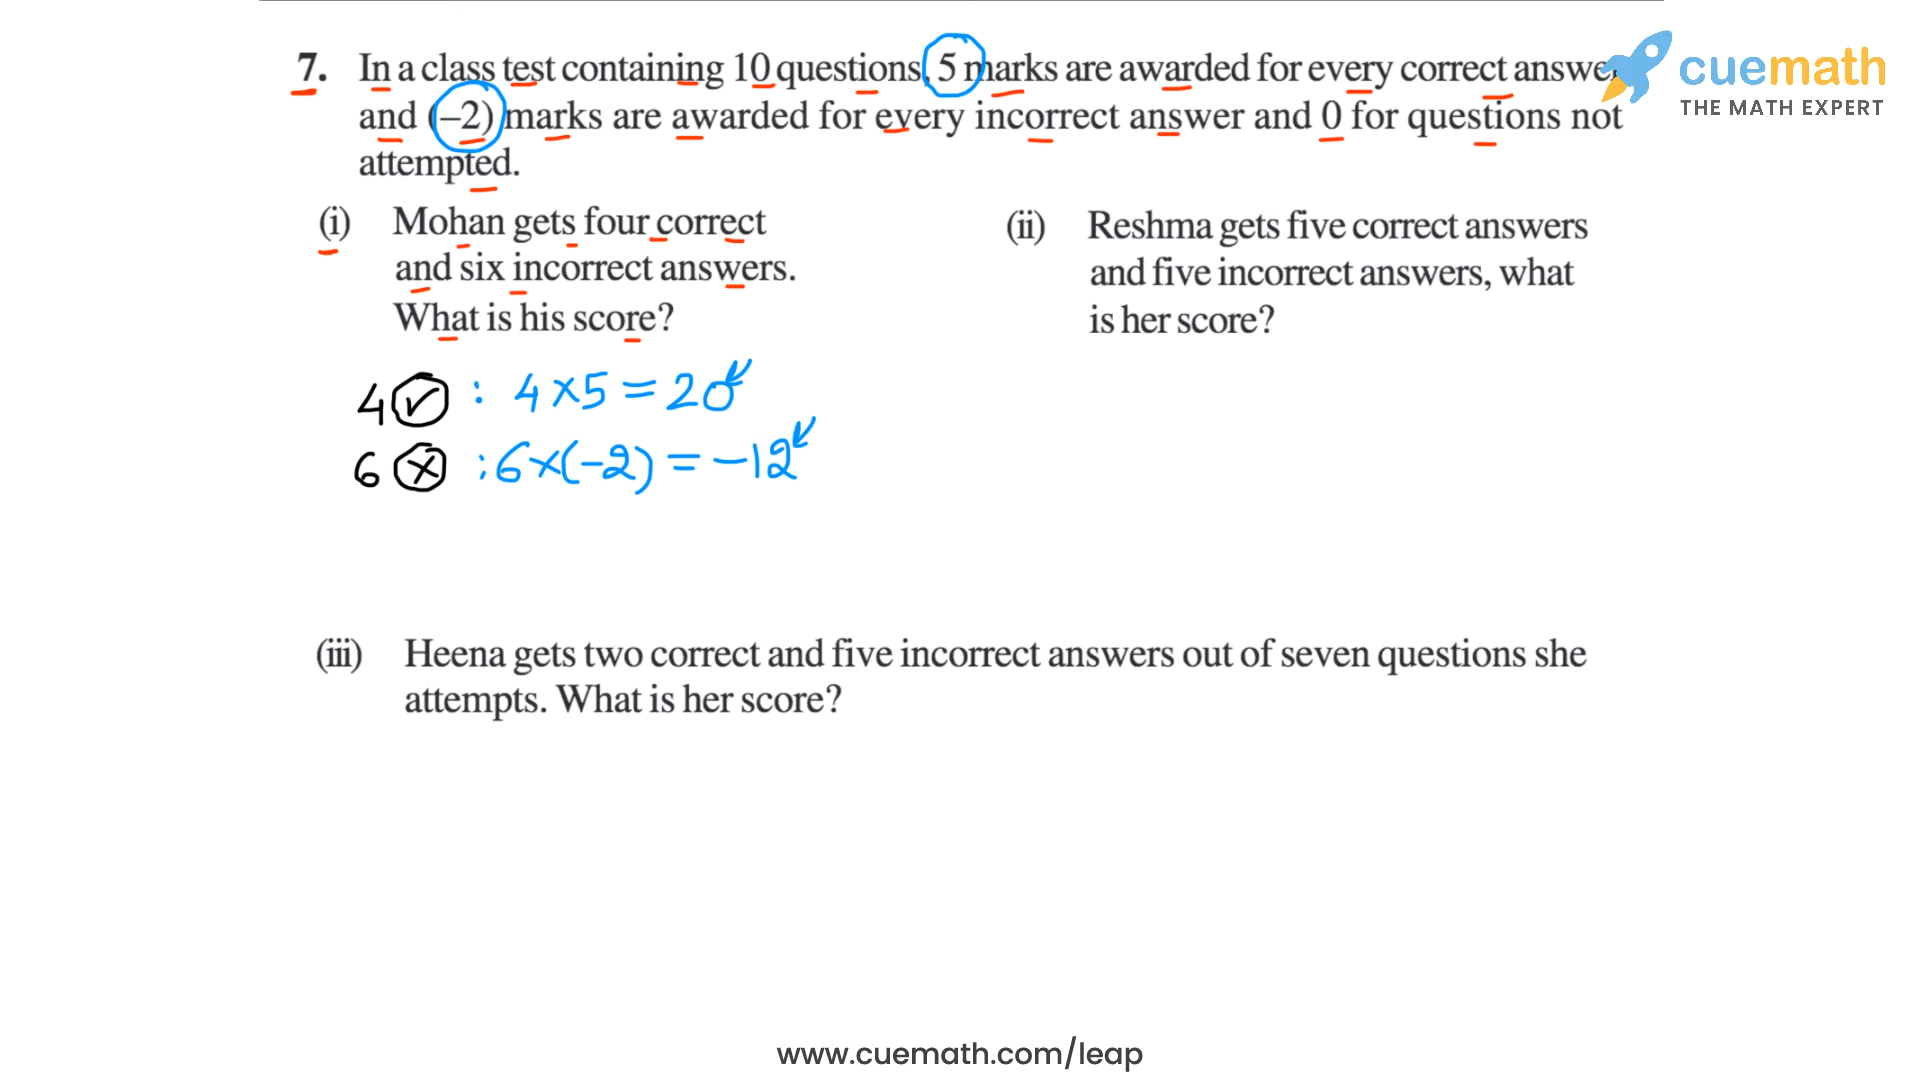 7. In a class test containing 10 questions, 5 marks are awarded for every correct answer
and (–2) marks are awarded for every incorrect answer and 0 for questions not
attempted.
cuemath
THE MATH EXPERT
(i) Mohan gets four correct
and six incorrect answers.
What is his score?
(ii) Reshma gets five correct answers
and five incorrect answers, what
is her score?
4 ✓ : 4 × 5 = 20
6 × : 6 × (–2) = –12
(iii) Heena gets two correct and five incorrect answers out of seven questions she
attempts. What is her score?
www.cuemath.com/leap